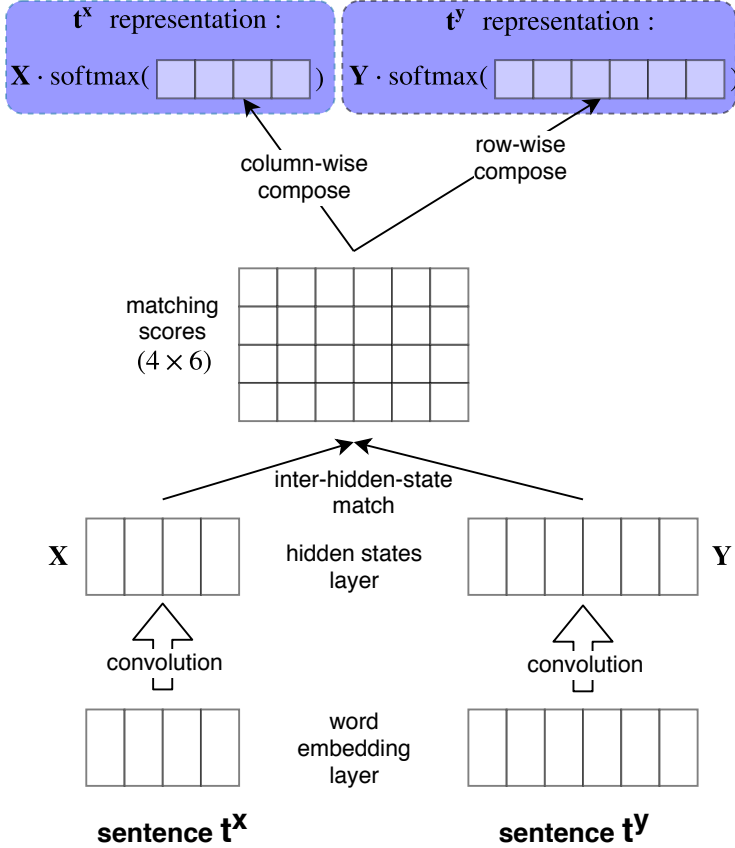 t^x representation :
X · softmax( )
t^y representation :
Y · softmax( )
column-wise
compose
row-wise
compose
matching
scores
(4 × 6)
inter-hidden-state
match
X
hidden states
layer
Y
convolution
convolution
word
embedding
layer
sentence t^x
sentence t^y